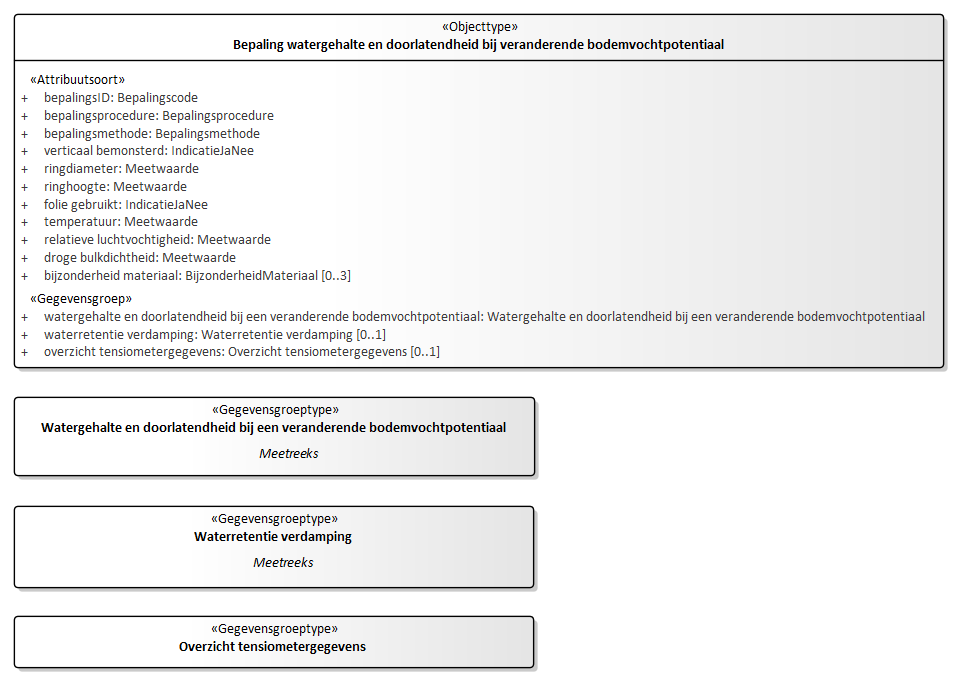 «Objecttype»
Bepaling watergehalte en doorlatendheid bij veranderende bodemvochtpotentiaal
«Attribuutsoort»
+ bepalingsID: Bepalingscode
+ bepalingsprocedure: Bepalingsprocedure
+ bepalingsmethode: Bepalingsmethode
+ verticaal bemonsterd: IndicatieJaNee
+ ringdiameter: Meetwaarde
+ ringhoogte: Meetwaarde
+ folie gebruikt: IndicatieJaNee
+ temperatuur: Meetwaarde
+ relatieve luchtvochtigheid: Meetwaarde
+ droge bulkdichtheid: Meetwaarde
+ bijzonderheid materiaal: BijzonderheidMateriaal [0..3]
«Gegevensgroep»
+ watergehalte en doorlatendheid bij een veranderende bodemvochtpotentiaal: Watergehalte en doorlatendheid bij een veranderende bodemvochtpotentiaal
+ waterretentie verdamping: Waterretentie verdamping [0..1]
+ overzicht tensiometergegevens: Overzicht tensiometergegevens [0..1]
«Gegevensgroeptype»
Watergehalte en doorlatendheid bij een veranderende bodemvochtpotentiaal
Meetreeks
«Gegevensgroeptype»
Waterretentie verdamping
Meetreeks
«Gegevensgroeptype»
Overzicht tensiometergegevens